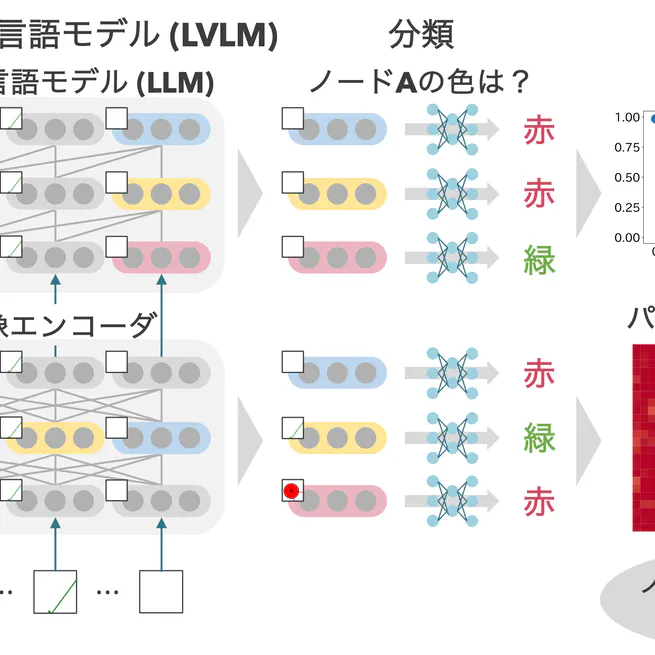 言語モデル (LVLM)
分類
言語モデル (LLM)
ノードAの色は？
赤
赤
緑
1.00
0.75
0.50
0.25
0.00
エンコーダ
赤
緑
赤
...
...